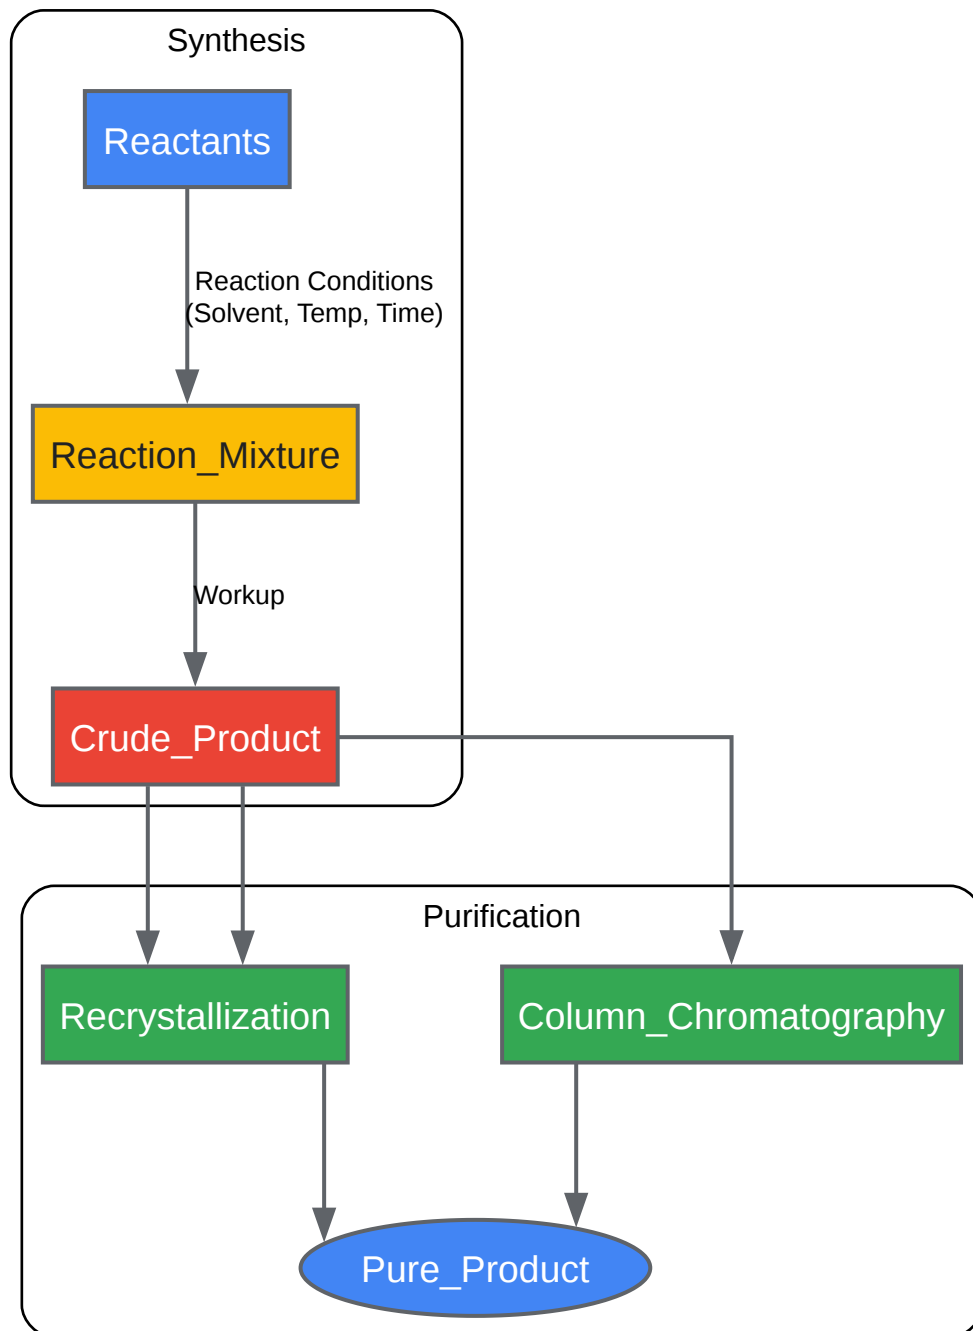 Synthesis
Reactants
Reaction Conditions
(Solvent, Temp, Time)
Reaction_Mixture
Workup
Crude_Product
Purification
Recrystallization
Column_Chromatography
Pure_Product